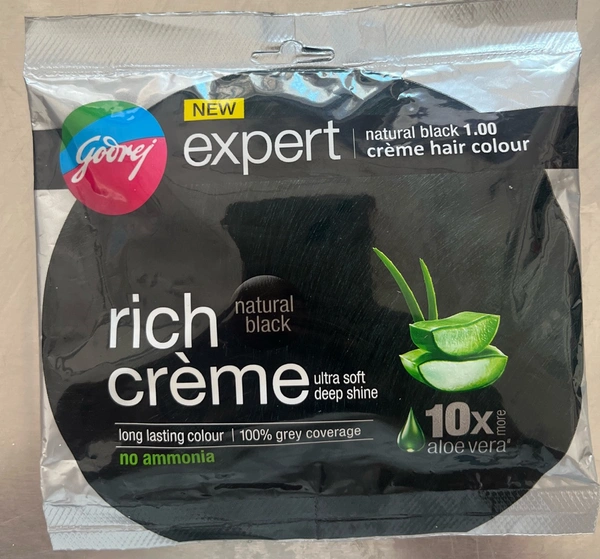 Godrej
NEW
expert
natural black 1.00
crème hair colour
rich
crème
natural
black
ultra soft
deep shine
long lasting colour | 100% grey coverage
no ammonia
10x more
aloe vera*